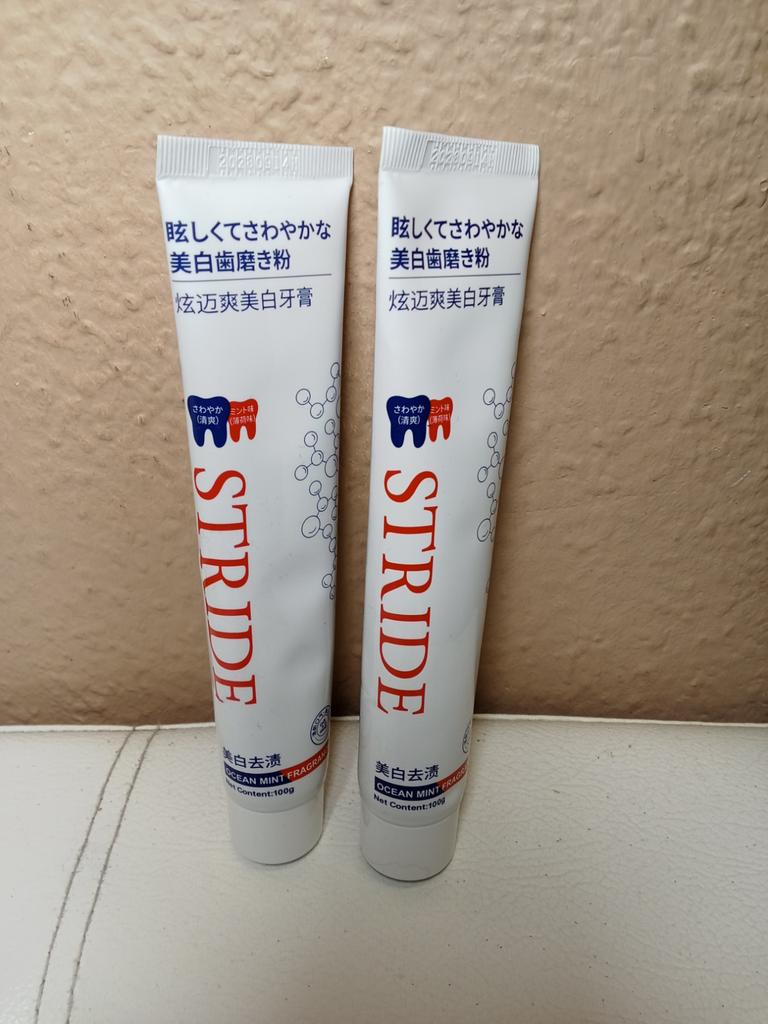 眩しくてさわやかな
美白歯磨き粉
炫迈爽美白牙膏
さわやか
(清爽)
ミント味
(薄荷味)
STRIDE
美白去渍
OCEAN MINT FRAGRAN
Net Content:100g
眩しくてさわやかな
美白歯磨き粉
炫迈爽美白牙膏
さわやか
(清爽)
ミント味
(薄荷味)
STRIDE
美白去渍
OCEAN MINT FRAGRAN
Net Content:100g